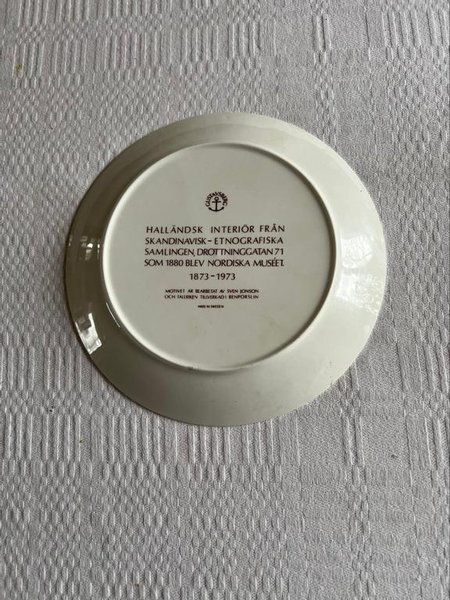 GUSTAVSBERG
HALLÄNDSK INTERIÖR FRÅN
SKANDINAVISK-ETNOGRAFISKA
SAMLINGEN, DROTTNINGGATAN 71
SOM 1880 BLEV NORDISKA MUSÉET.
1873-1973
MOTIVET ÄR BEARBETAT AV SVEN JONSON
OCH TALLRIKEN TILLVERKAD I BENPORSLIN
MADE IN SWEDEN